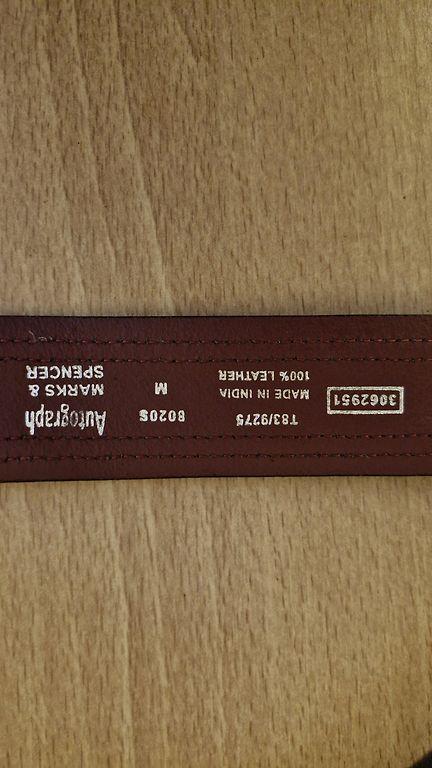 3062951
T83/9275
MADE IN INDIA
100% LEATHER
8020S
M
Autograph
MARKS &
SPENCER